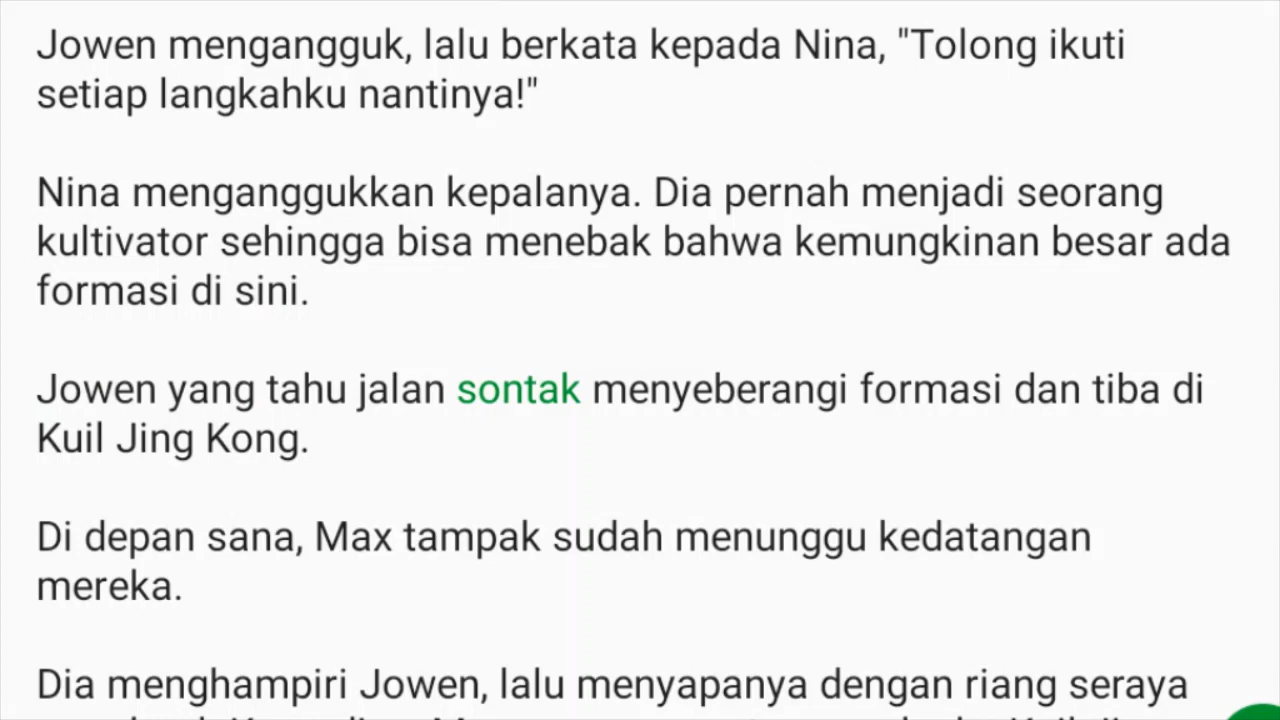 Jowen mengangguk, lalu berkata kepada Nina, "Tolong ikuti
setiap langkahku nantinya!"
Nina menganggukkan kepalanya. Dia pernah menjadi seorang
kultivator sehingga bisa menebak bahwa kemungkinan besar ada
formasi di sini.
Jowen yang tahu jalan sontak menyeberangi formasi dan tiba di
Kuil Jing Kong.
Di depan sana, Max tampak sudah menunggu kedatangan
mereka.
Dia menghampiri Jowen, lalu menyapanya dengan riang seraya